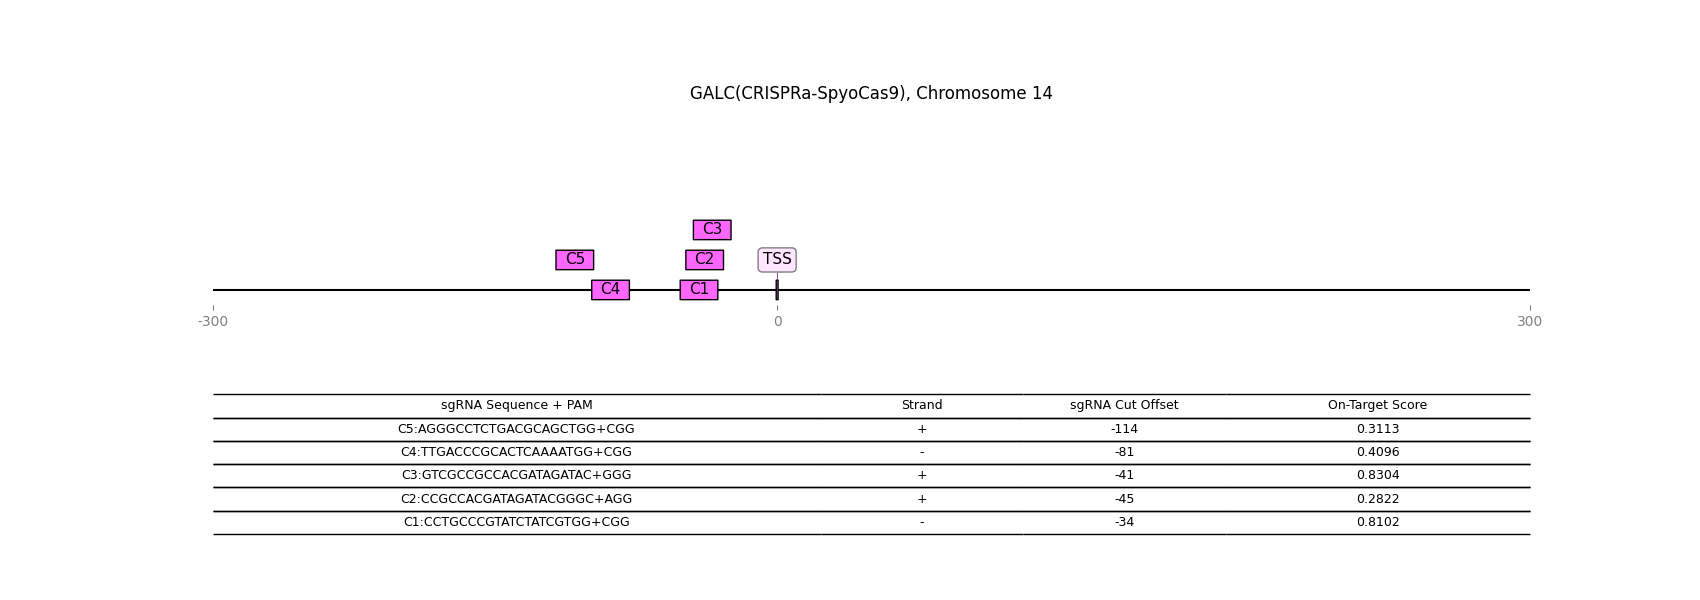 GALC(CRISPRa-SpyoCas9), Chromosome 14
C3
C5 C2 TSS
C4 C1
-300 0 300
sgRNA Sequence + PAM Strand sgRNA Cut Offset On-Target Score
C5:AGGGCCTCTGACGCAGCTGG+CGG + -114 0.3113
C4:TTGACCCGCACTCAAAATGG+CGG - -81 0.4096
C3:GTCGCCGCCACGATAGATAC+GGG + -41 0.8304
C2:CCGCCACGATAGATACGGGC+AGG + -45 0.2822
C1:CCTGCCCGTATCTATCGTGG+CGG - -34 0.8102